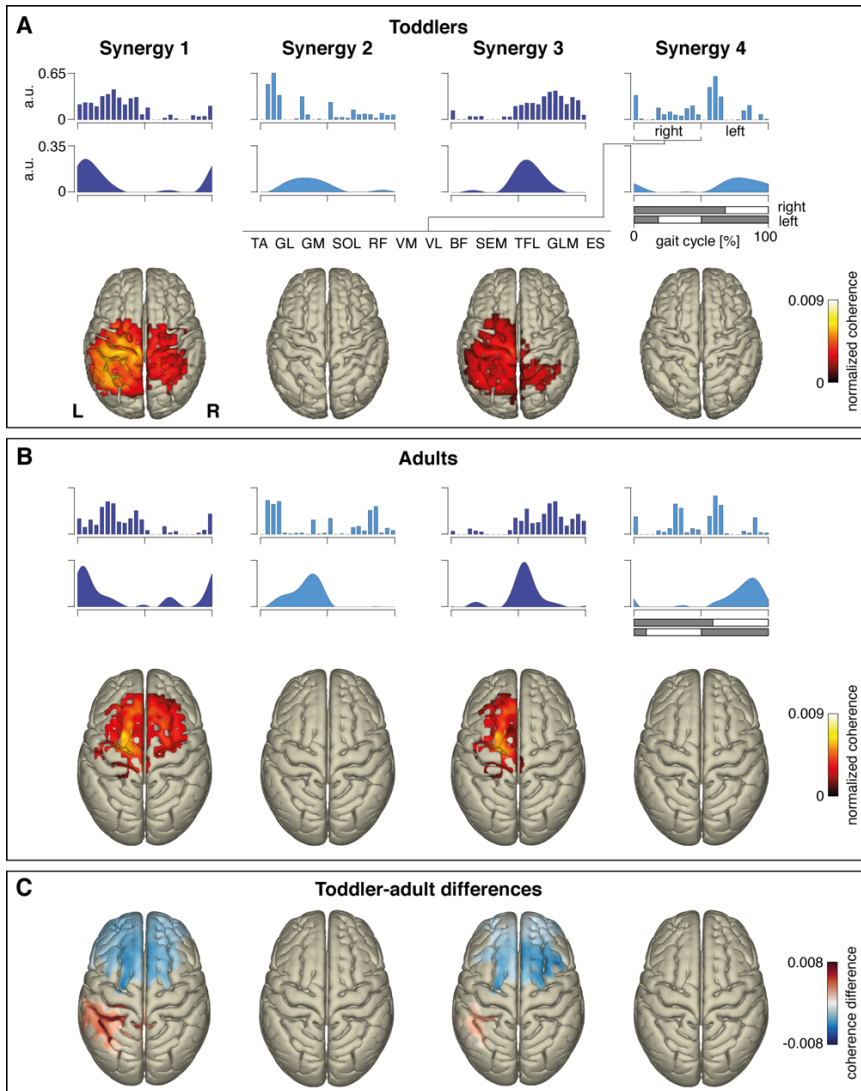 A
Toddlers
Synergy 1 Synergy 2 Synergy 3 Synergy 4
0.65
a.u.
0
right left
0.35
a.u.
0
right
left
0 100
gait cycle [%]
TA GL GM SOL RF VM VL BF SEM TFL GLM ES
0.009
normalized coherence
0
L R
B
Adults
0.009
normalized coherence
0
C
Toddler-adult differences
0.008
coherence difference
-0.008